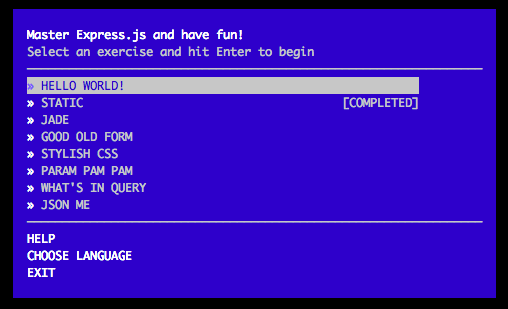 Master Express.js and have fun!
Select an exercise and hit Enter to begin
» HELLO WORLD!
» STATIC [COMPLETED]
» JADE
» GOOD OLD FORM
» STYLISH CSS
» PARAM PAM PAM
» WHAT'S IN QUERY
» JSON ME
HELP
CHOOSE LANGUAGE
EXIT